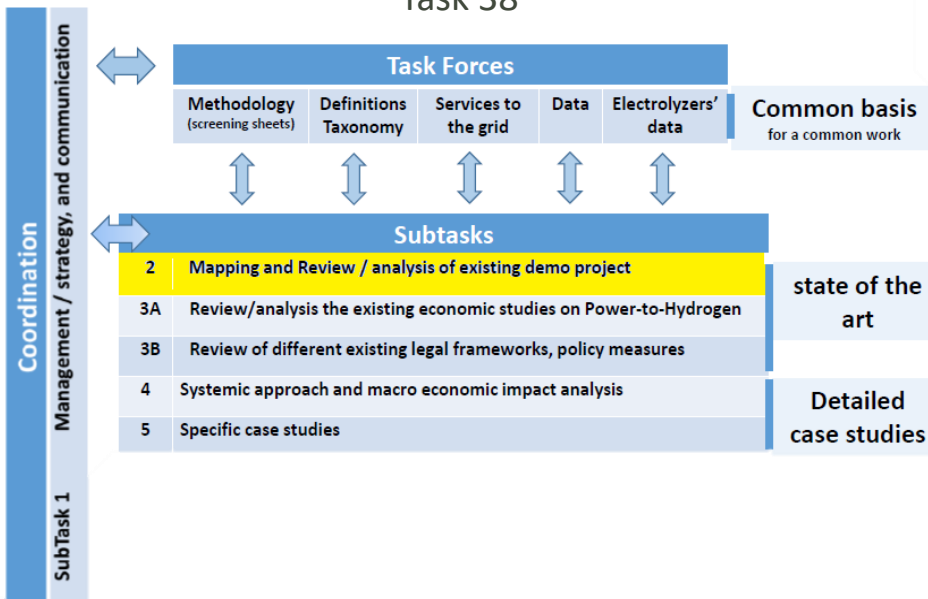 Task 38
Coordination
SubTask 1 Management / strategy, and communication
Task Forces
Methodology
(screening sheets)
Definitions
Taxonomy
Services to
the grid
Data
Electrolyzers'
data
Common basis
for a common work
Subtasks
2 Mapping and Review / analysis of existing demo project
3A Review/analysis the existing economic studies on Power-to-Hydrogen
3B Review of different existing legal frameworks, policy measures
state of the
art
4 Systemic approach and macro economic impact analysis
5 Specific case studies
Detailed
case studies